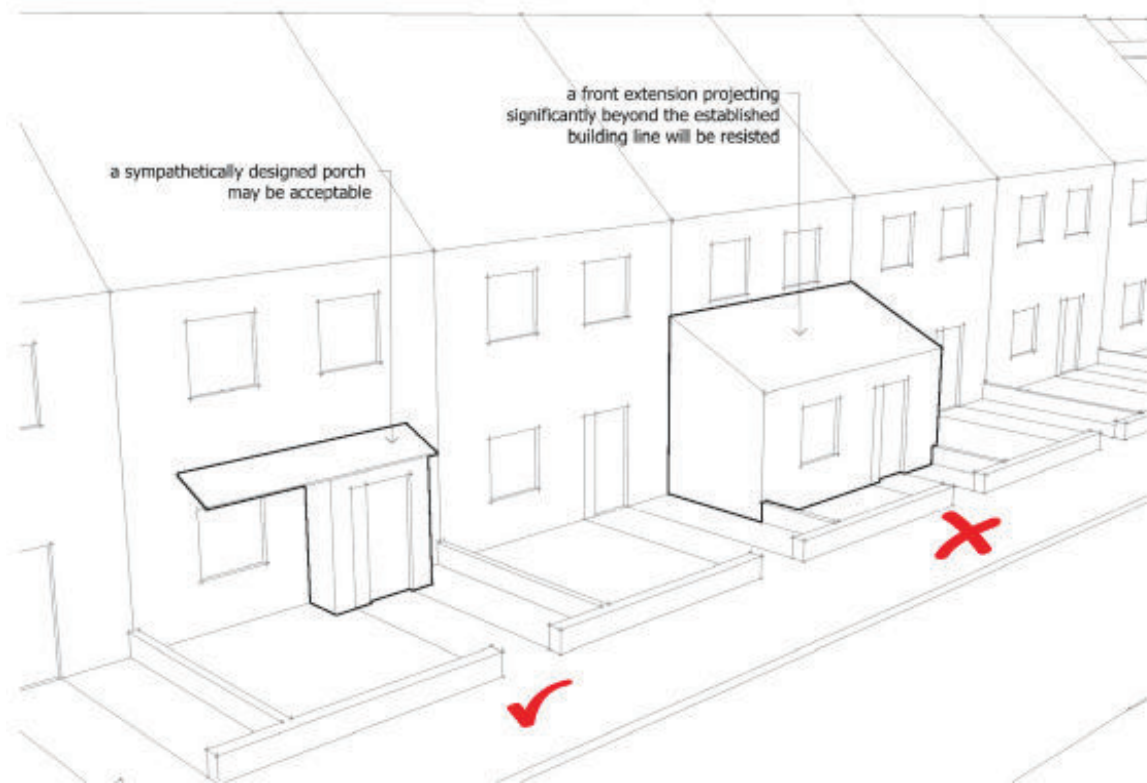 a front extension projecting
significantly beyond the established
building line will be resisted
a sympathetically designed porch
may be acceptable